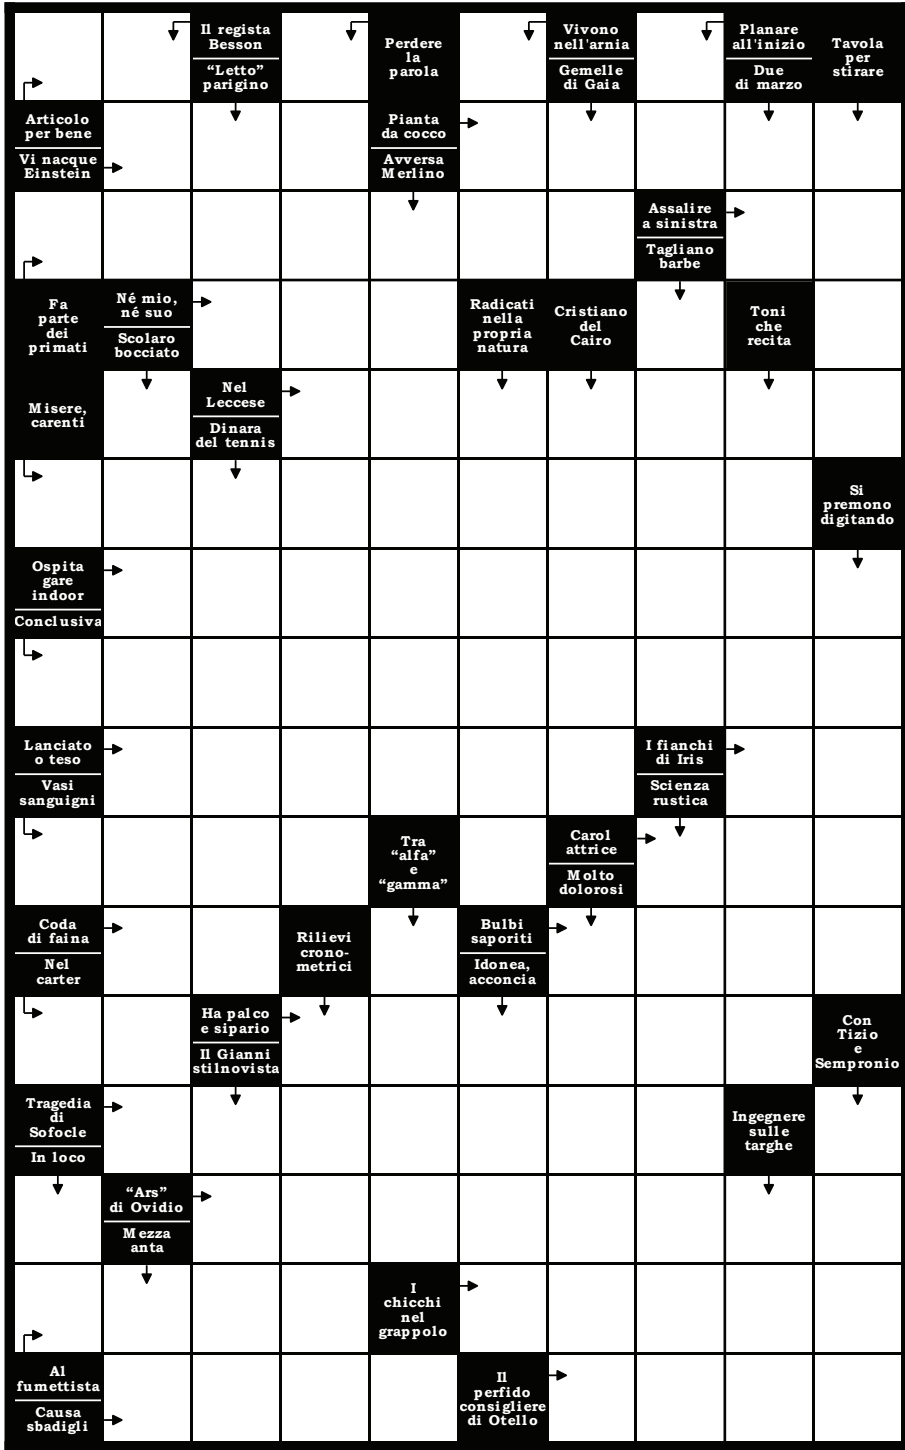 Il regista
Besson
“Letto”
parigino
Perdere
la
parola
Vivono
nell'arnia
Gemelle
di Gaia
Planare
all'inizio
Due
di marzo
Tavola
per
stirare
Articolo
per bene
Vi nacque
Einstein
Pianta
da cocco
Avversa
Merlino
Assalire
a sinistra
Tagliano
barbe
Fa
parte
dei
primati
Né mio,
né suo
Scolaro
bocciato
Radicati
nella
propria
natura
Cristiano
del
Cairo
Toni
che
recita
Misere,
carenti
Nel
Leccese
Dinara
del tennis
Si
premono
digitando
Ospita
gare
indoor
Conclusiva
Lanciato
o teso
Vasi
sanguigni
I fianchi
di Iris
Scienza
rustica
Tra
“alfa”
e
“gamma”
Carol
attrice
Molto
dolorosi
Coda
di faina
Nel
carter
Rilievi
crono-
metrici
Bulbi
saporiti
Idonea,
acconcia
Ha palco
e sipario
Il Gianni
stilnovista
Con
Tizio
e
Sempronio
Tragedia
di
Sofocle
In loco
Ingegnere
sulle
targhe
“Ars”
di Ovidio
Mezza
anta
I
chicchi
nel
grappolo
Al
fumettista
Causa
sbadigli
Il
perfido
consigliere
di Otello